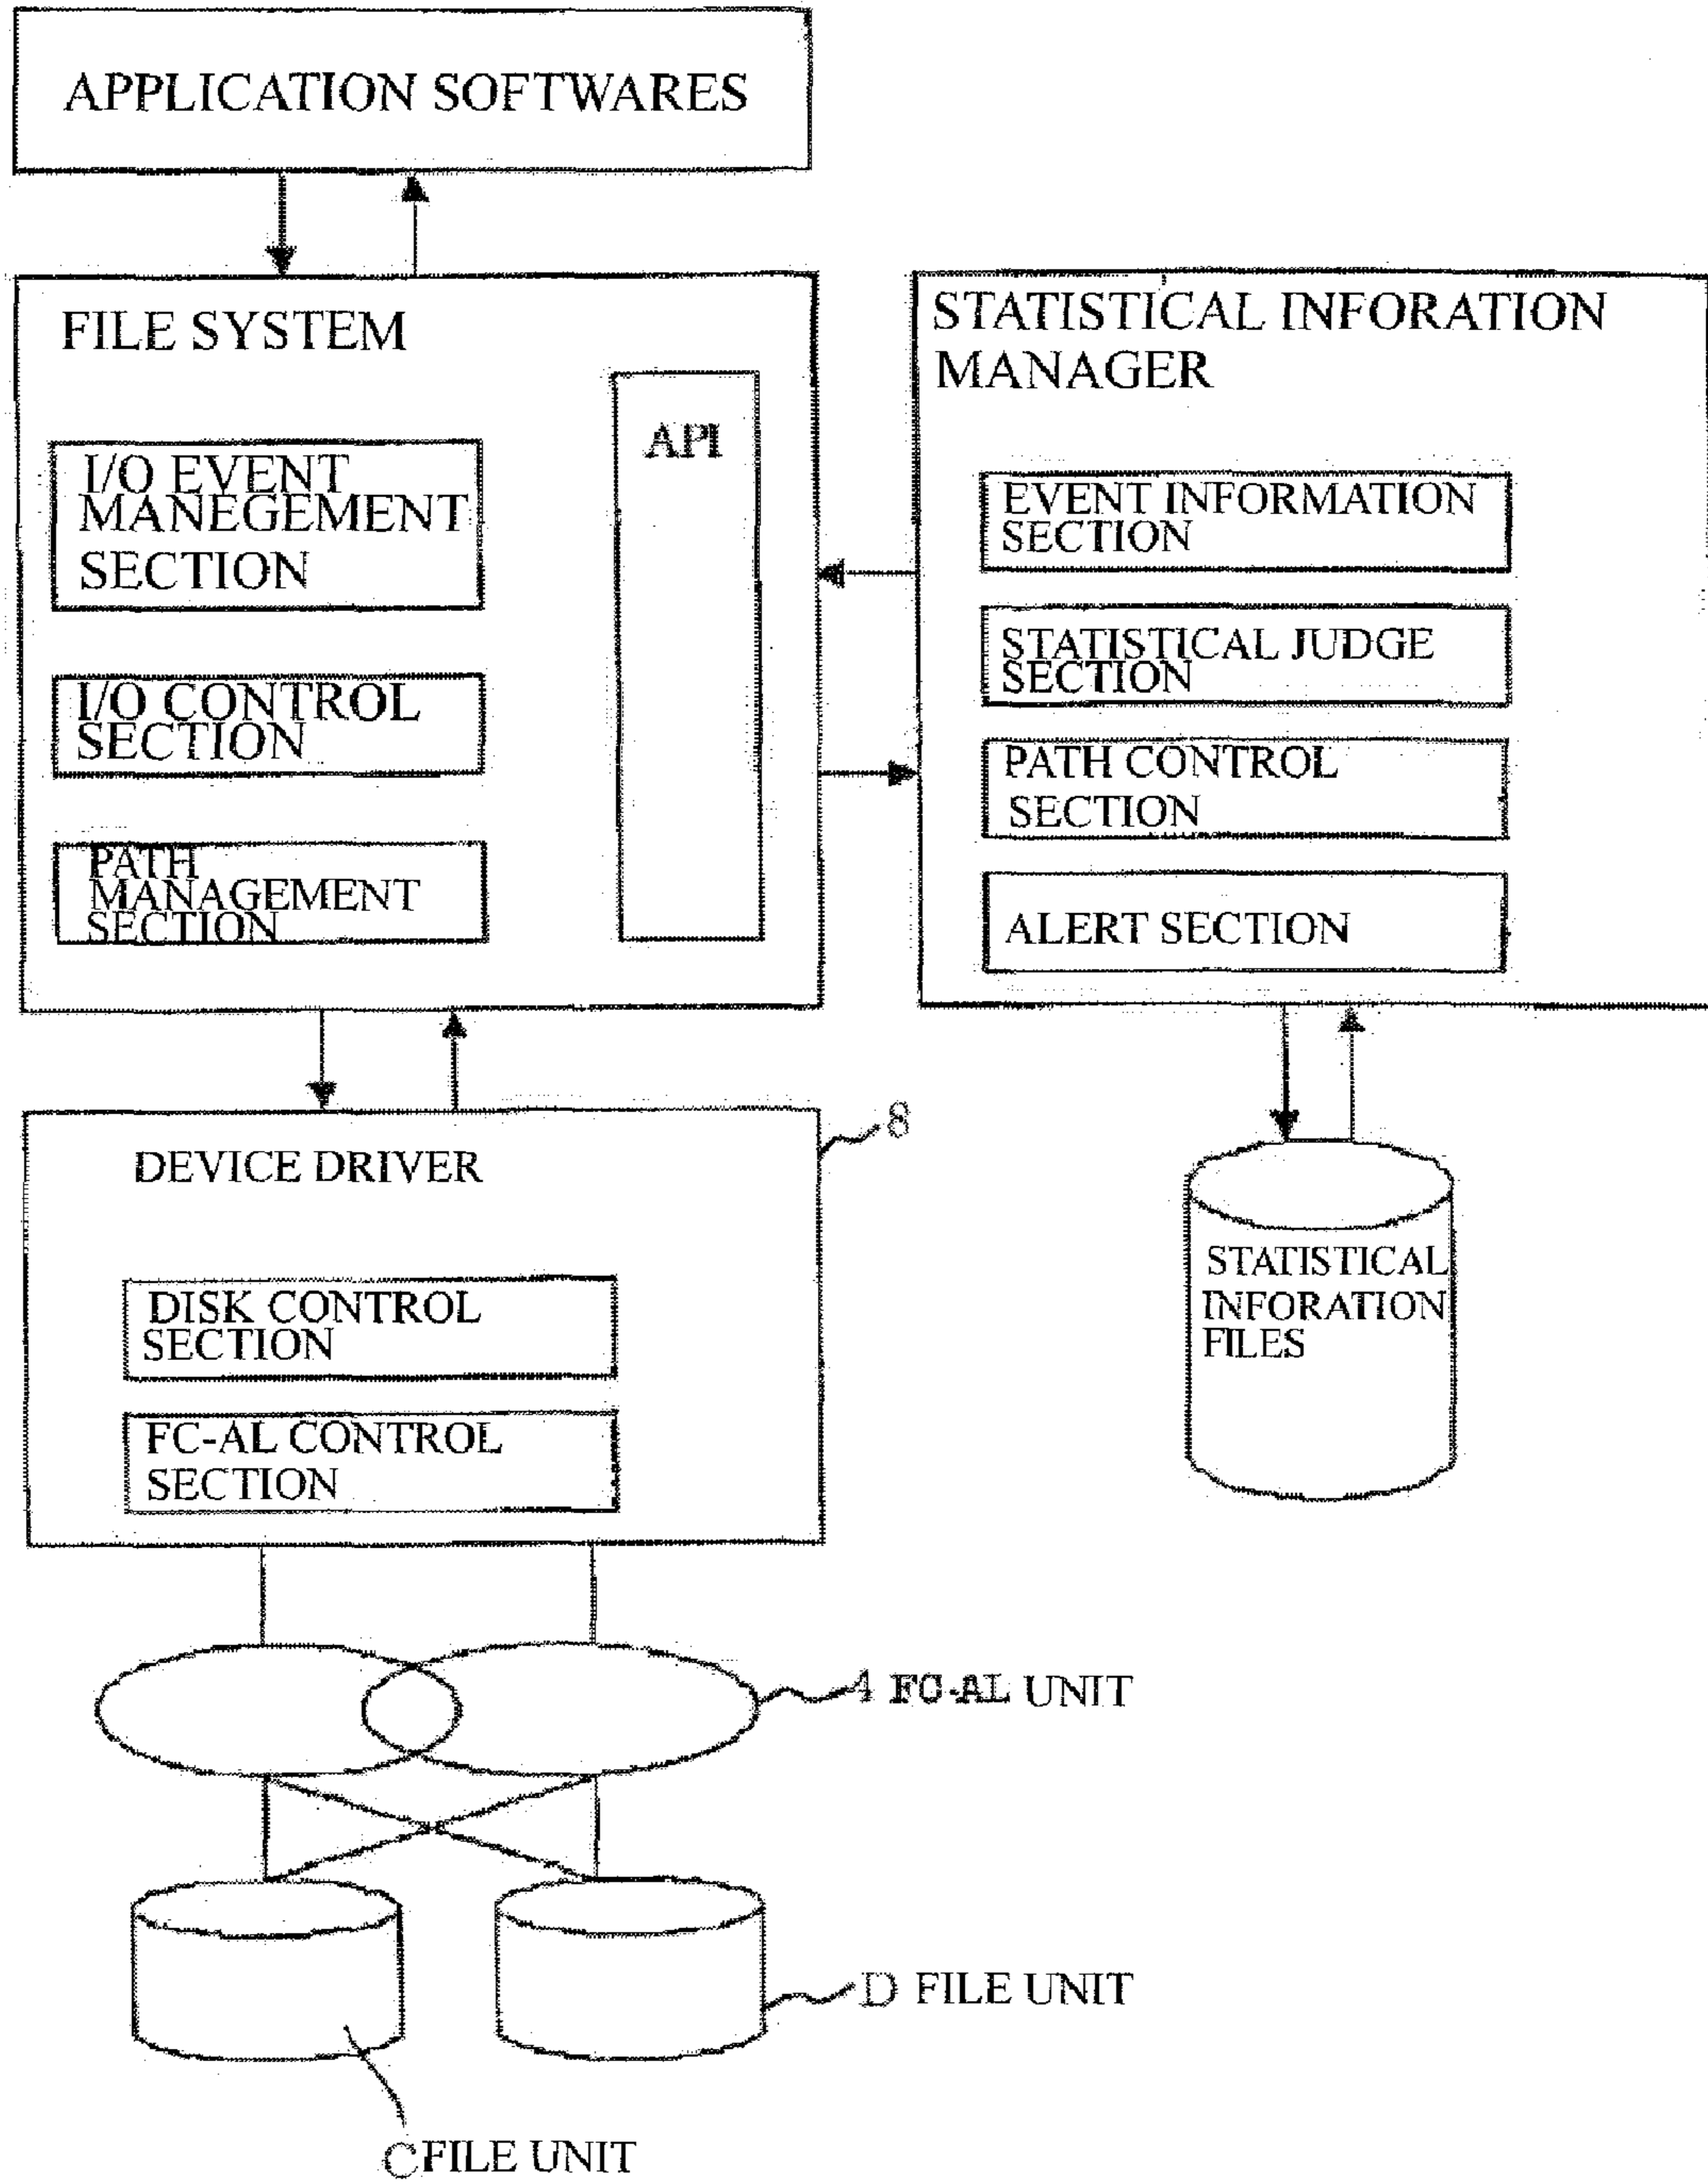 APPLICATION SOFTWARES
FILE SYSTEM
API
I/O EVENT
MANEGEMENT
SECTION
I/O CONTROL
SECTION
PATH
MANAGEMENT
SECTION
STATISTICAL INFORATION
MANAGER
EVENT INFORMATION
SECTION
STATISTICAL JUDGE
SECTION
PATH CONTROL
SECTION
ALERT SECTION
8
DEVICE DRIVER
DISK CONTROL
SECTION
FC-AL CONTROL
SECTION
STATISTICAL
INFORATION
FILES
4 FC-AL UNIT
D FILE UNIT
C FILE UNIT